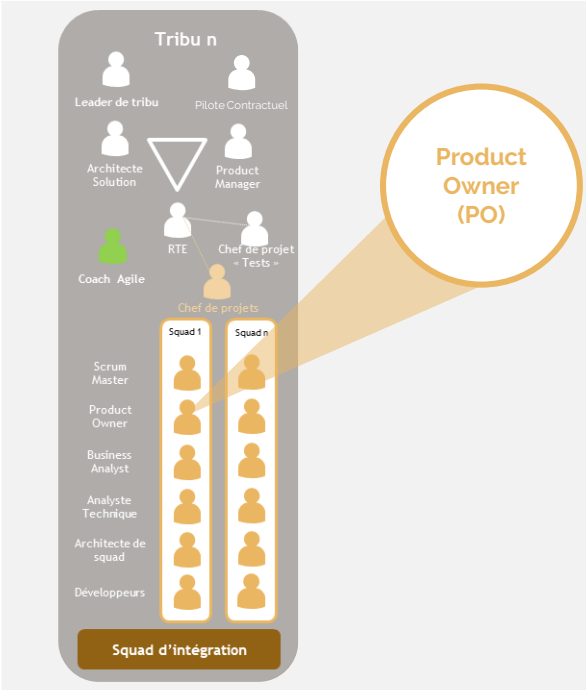 Tribu n
Leader de tribu
Pilote Contractuel
Architecte
Solution
Product
Manager
RTE
Chef de projet
« Tests »
Coach Agile
Chef de projets
Squad 1
Squad n
Scrum
Master
Product
Owner
Business
Analyst
Analyste
Technique
Architecte de
squad
Développeurs
Squad d’intégration
Product
Owner
(PO)